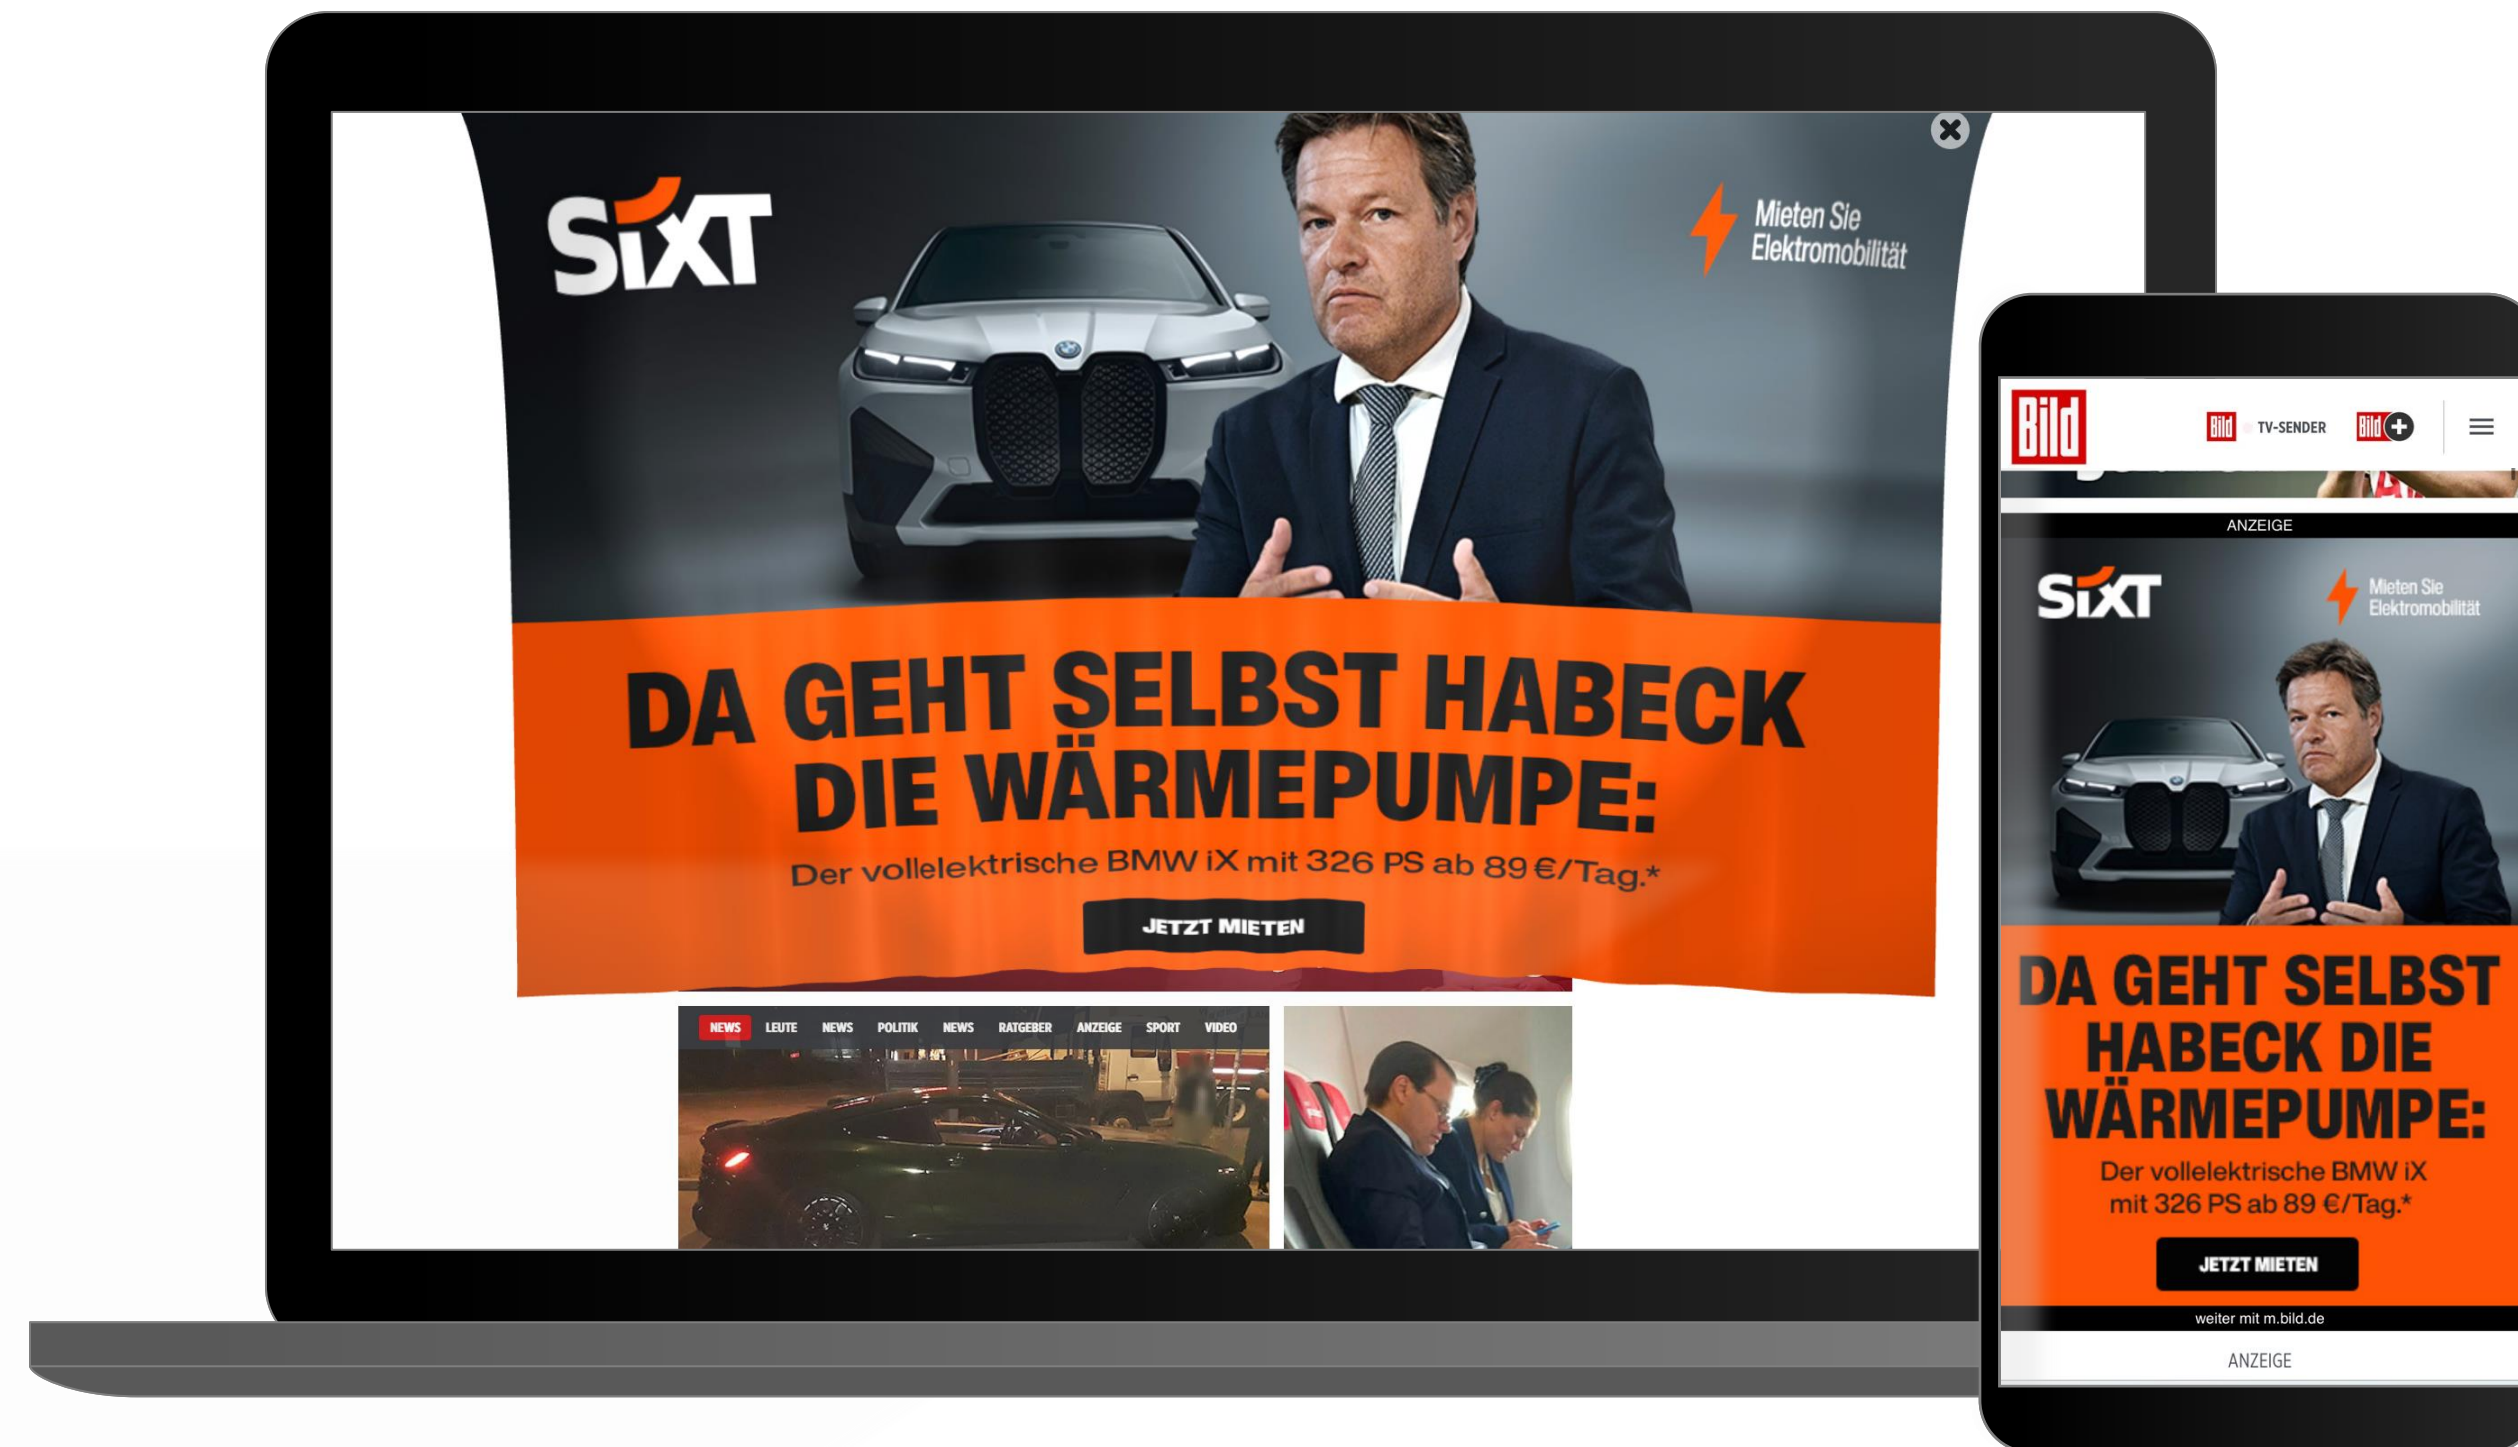 SIXT
Mieten Sie
Elektromobilität
DA GEHT SELBST HABECK
DIE WÄRMEPUMPE:
Der vollelektrische BMW iX mit 326 PS ab 89 €/Tag.*
JETZT MIETEN
NEWS LEUTE NEWS POLITIK NEWS RATGEBER ANZEIGE SPORT VIDEO
Bild Bild TV-SENDER Bild+
ANZEIGE
SIXT
Mieten Sie
Elektromobilität
DA GEHT SELBST
HABECK DIE
WÄRMEPUMPE:
Der vollelektrische BMW iX
mit 326 PS ab 89 €/Tag.*
JETZT MIETEN
weiter mit m.bild.de
ANZEIGE